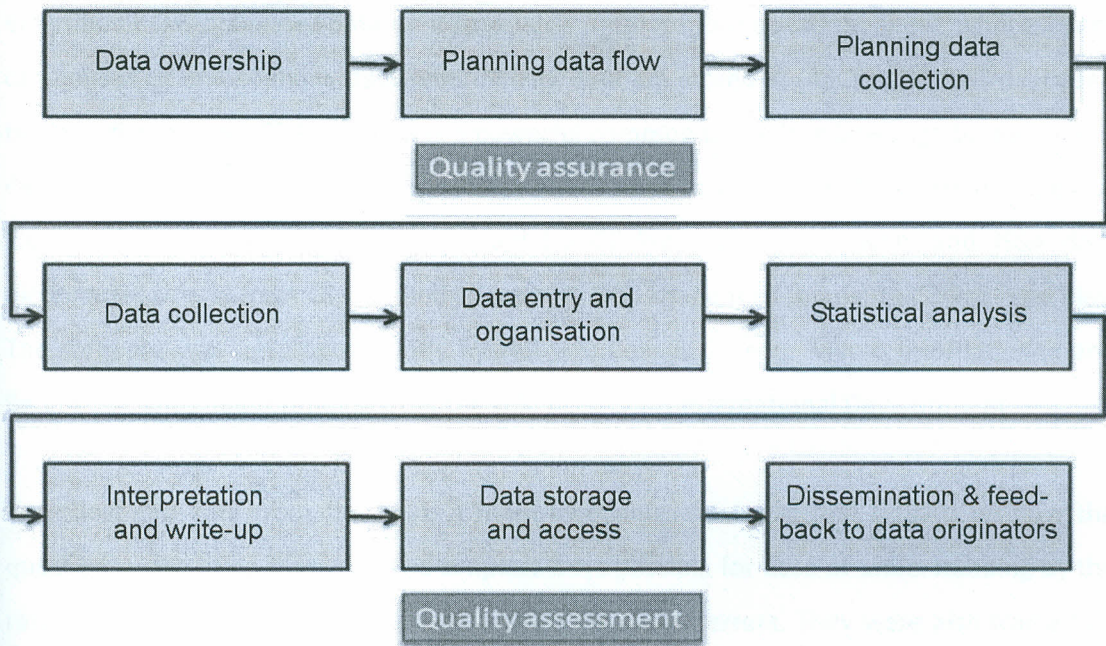 Data ownership
Planning data flow
Planning data
collection
Quality assurance
Data collection
Data entry and
organisation
Statistical analysis
Interpretation
and write-up
Data storage
and access
Dissemination & feed-
back to data originators
Quality assessment